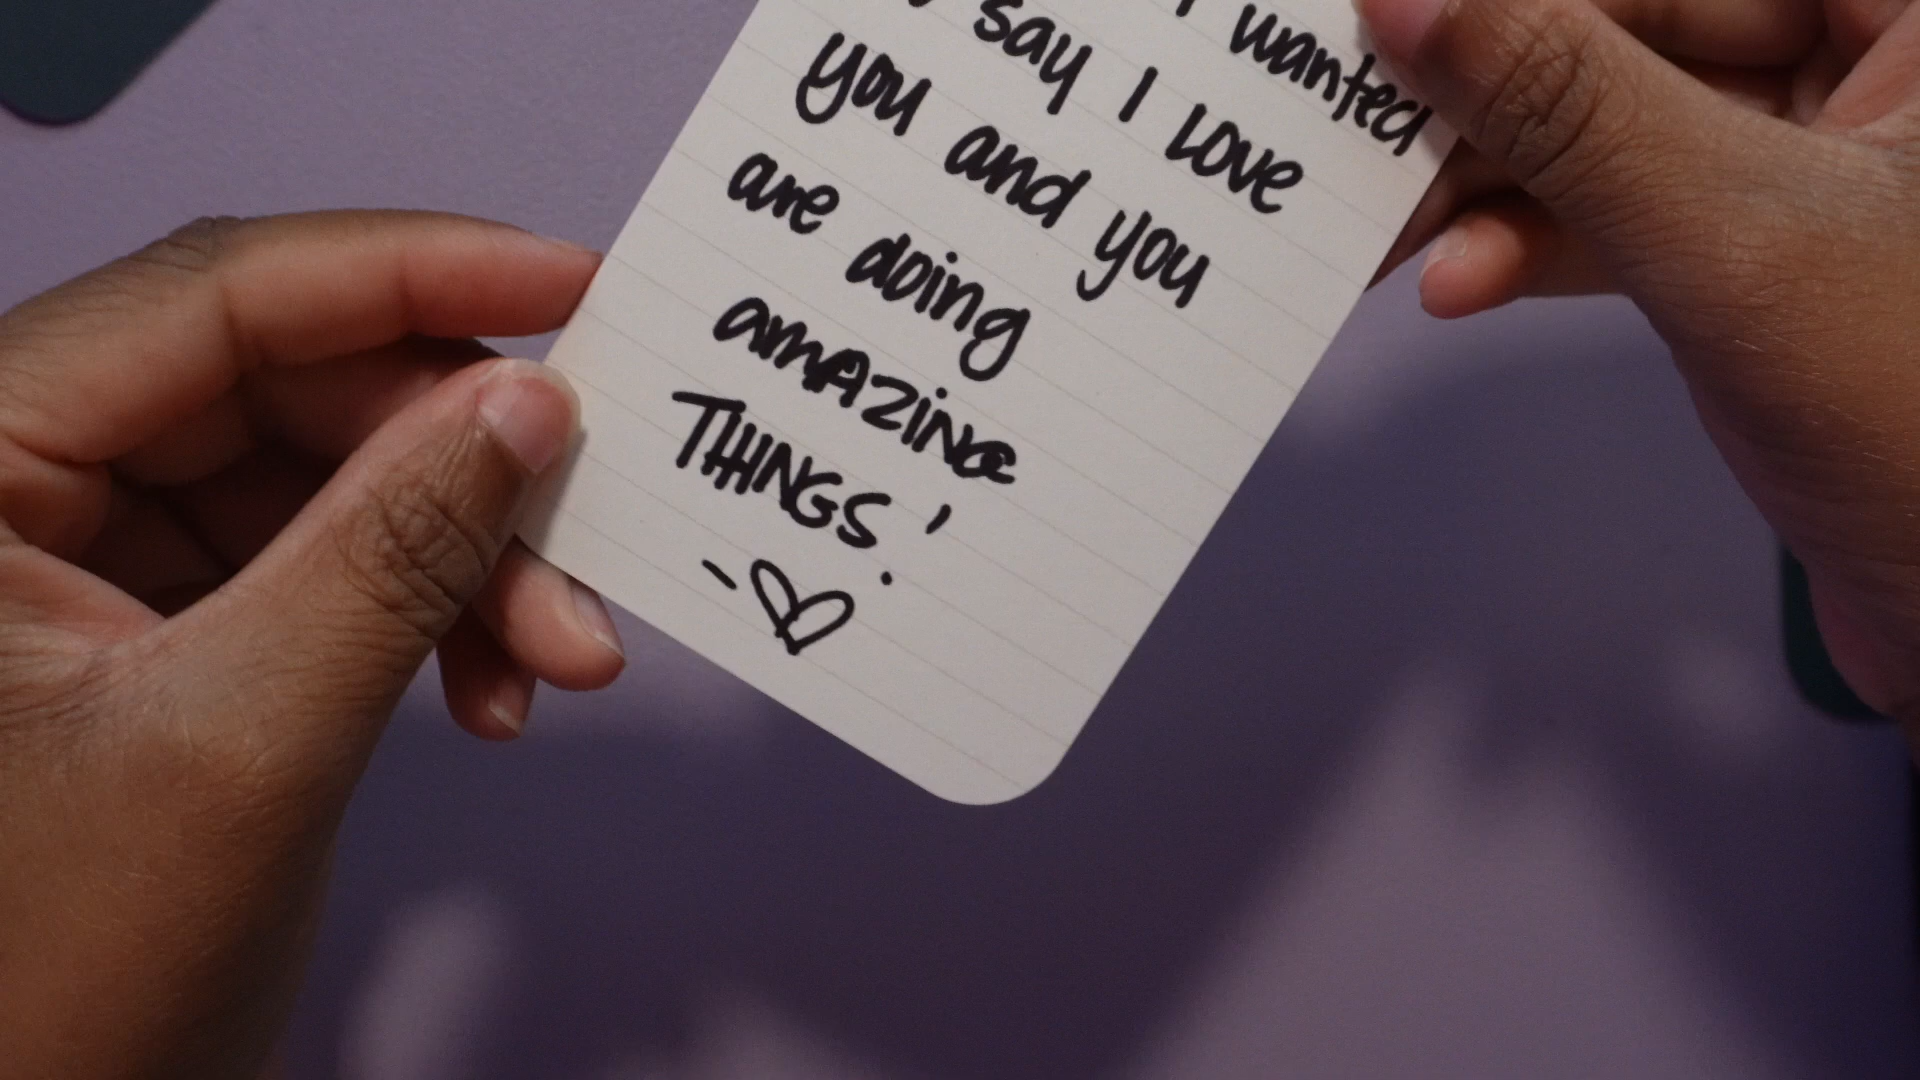 I wanted
say I love
you and you
are doing
amAZING
THINGS!
-♡